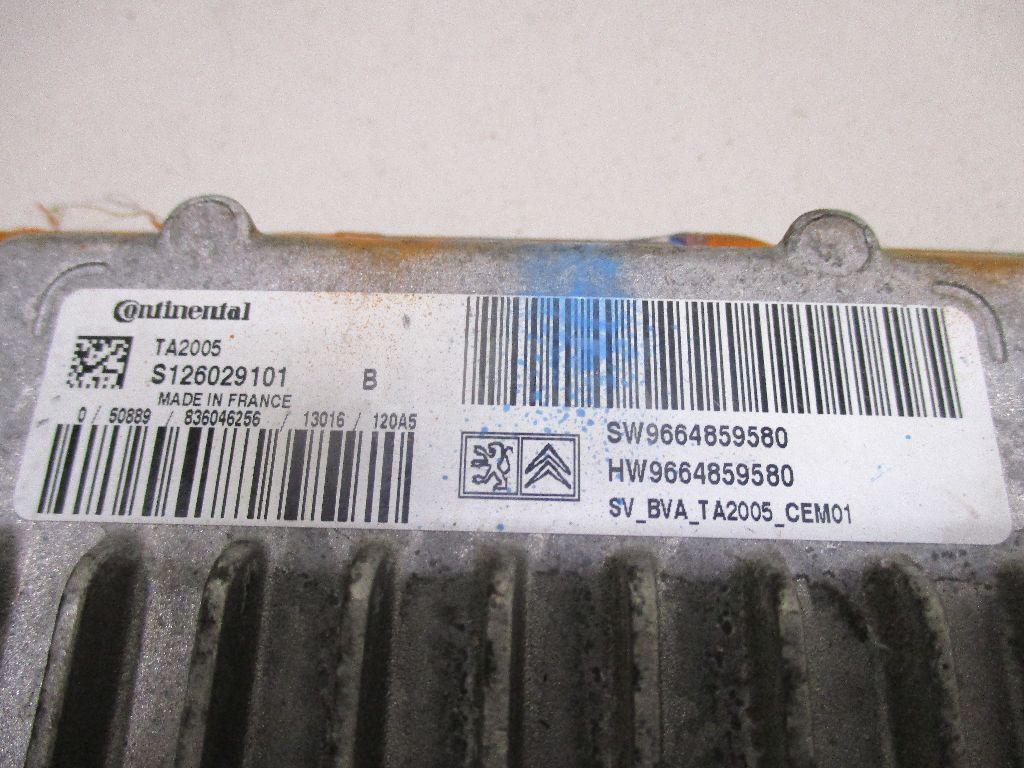 Continental
TA2005
S126029101 B
MADE IN FRANCE
0 / 50889 / 836046256 / 13016 / 120A5
SW9664859580
HW9664859580
SV_BVA_TA2005_CEM01